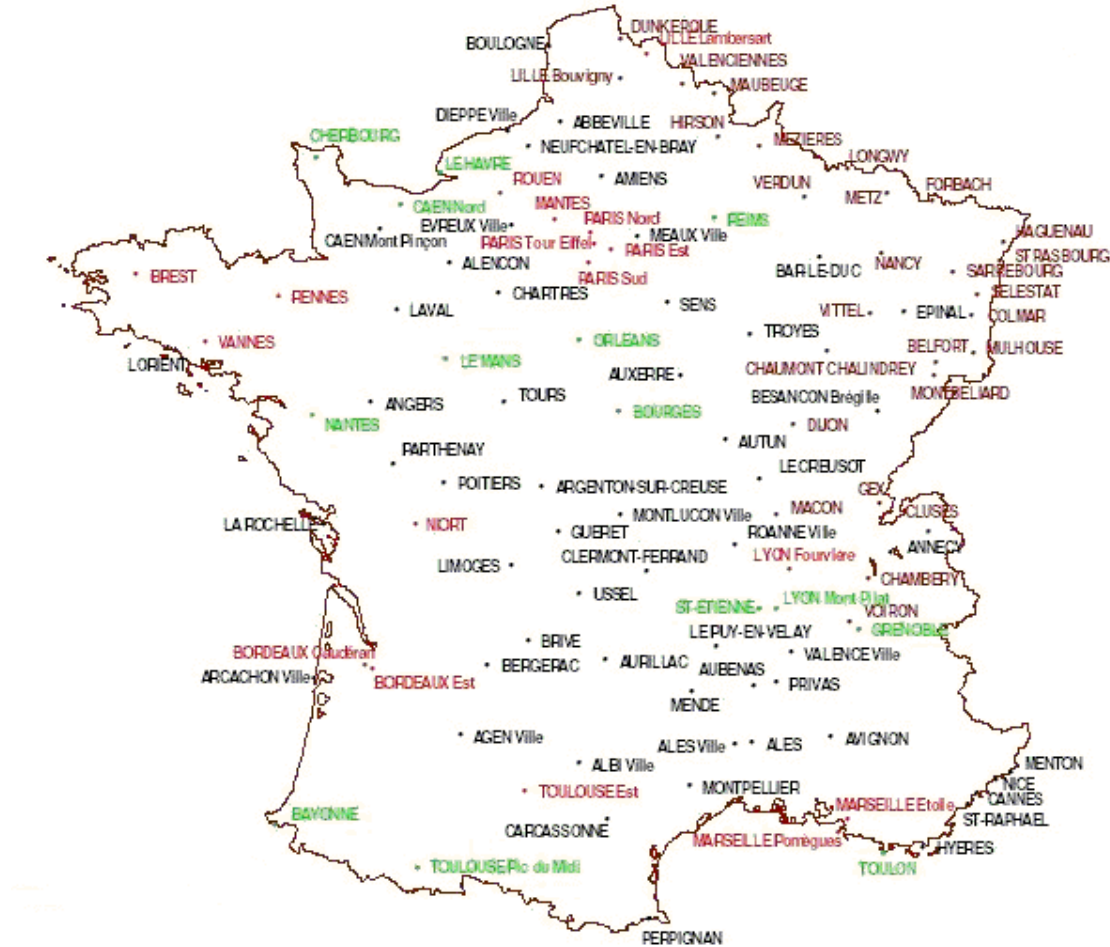 DUNKERQUE
LILLE Lambersart
BOULOGNE
VALENCIENNES
LILLE Bouvigny
MAUBEUGE
DIEPPE Ville
ABBEVILLE
HIRSON
CHERBOURG
NEUFCHATEL-EN-BRAY
MEZIERES
LE HAVRE
LONGWY
ROUEN
AMIENS
VERDUN
FORBACH
METZ
CAEN Nord
MANTES
PARIS Nord
REIMS
EVREUX Ville
MEAUX Ville
HAGUENAU
CAEN Mont Pinçon
PARIS Tour Eiffel
PARIS Est
STRASBOURG
ALENCON
NANCY
BAR-LE-DUC
SARREBOURG
BREST
PARIS Sud
RENNES
CHARTRES
SELESTAT
LAVAL
SENS
VITTEL
EPINAL
COLMAR
TROYES
VANNES
ORLEANS
BELFORT
MULHOUSE
LORIENT
LE MANS
AUXERRE
CHAUMONT CHALINDREY
MONTBELIARD
BESANCON Brégille
ANGERS
TOURS
BOURGES
NANTES
DIJON
AUTUN
PARTHENAY
LE CREUSOT
POITIERS
ARGENTON-SUR-CREUSE
GEX
MACON
CLUSES
LA ROCHELLE
NIORT
MONTLUCON Ville
GUERET
ROANNE Ville
ANNECY
CLERMONT-FERRAND
LYON Fourvière
LIMOGES
CHAMBERY
USSEL
LYON Mont-Pilat
ST-ETIENNE
VOIRON
LE PUY-EN-VELAY
GRENOBLE
BRIVE
BORDEAUX Caudéran
BERGERAC
AURILLAC
VALENCE Ville
AUBENAS
ARCACHON Ville
BORDEAUX Est
PRIVAS
MENDE
AGEN Ville
ALES Ville
ALES
AVIGNON
ALBI Ville
MENTON
TOULOUSE Est
MONTPELLIER
NICE
CANNES
MARSEILLE Etoile
BAYONNE
ST-RAPHAEL
CARCASSONNE
MARSEILLE Pomègues
HYERES
TOULOUSE Pic du Midi
TOULON
PERPIGNAN